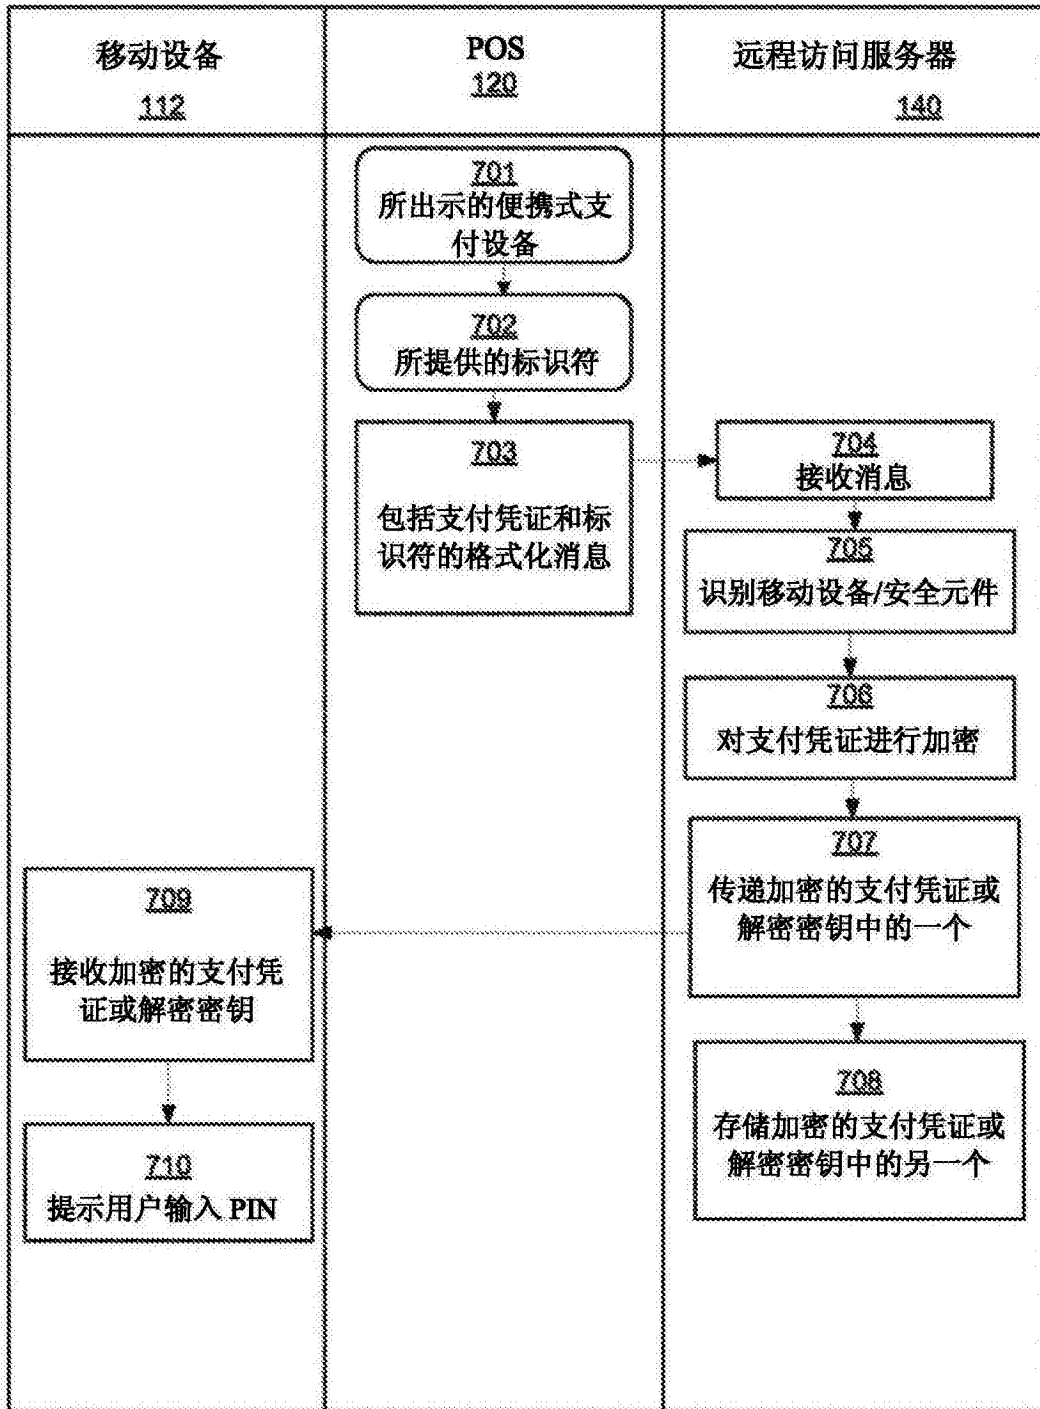 移动设备
112
POS
120
远程访问服务器
140
701
所出示的便携式支
付设备
702
所提供的标识符
703
包括支付凭证和标
识符的格式化消息
704
接收消息
705
识别移动设备/安全元件
706
对支付凭证进行加密
707
传递加密的支付凭证或
解密密钥中的一个
708
存储加密的支付凭证或
解密密钥中的另一个
709
接收加密的支付凭
证或解密密钥
710
提示用户输入 PIN